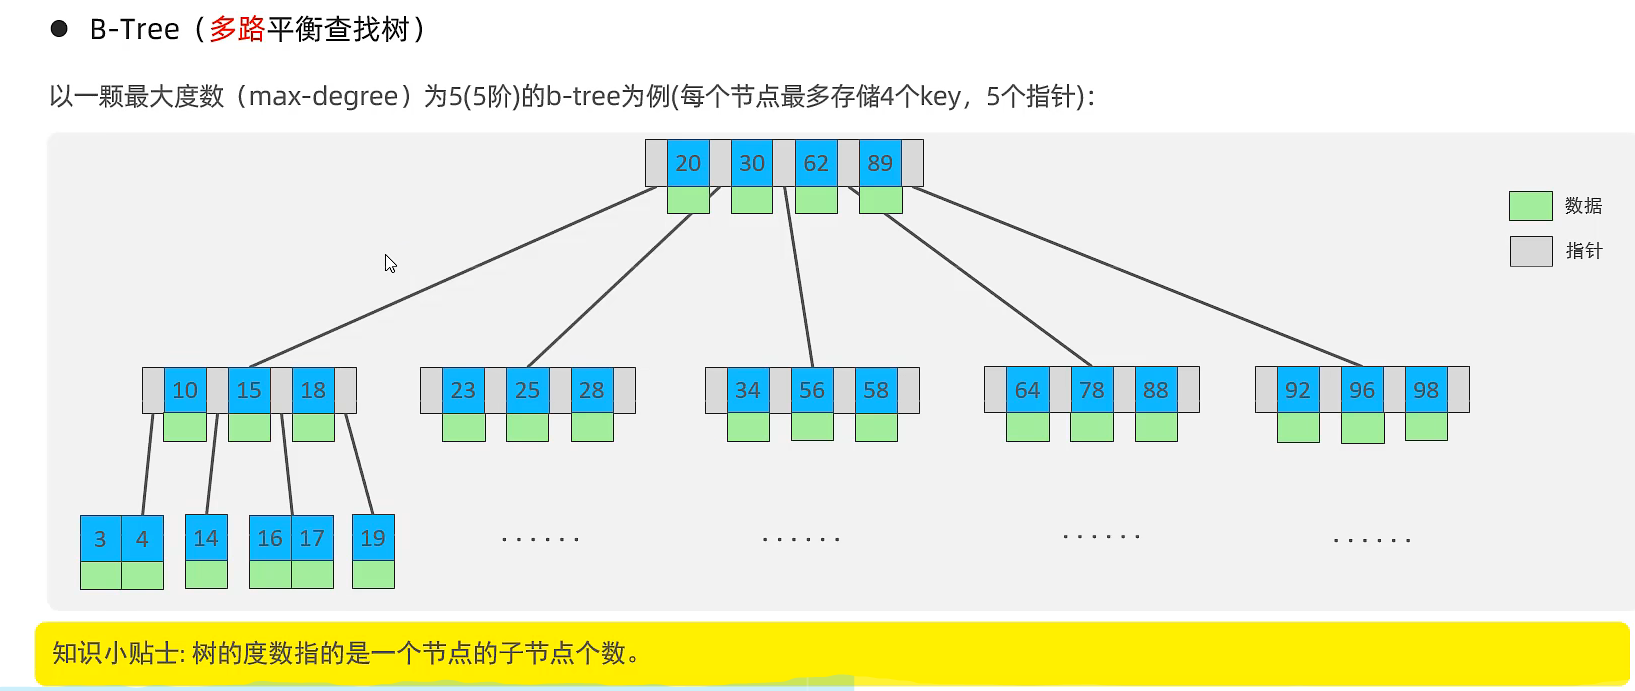 ● B-Tree（多路平衡查找树）
以一颗最大度数（max-degree）为5(5阶)的b-tree为例(每个节点最多存储4个key，5个指针)：
20 30 62 89
数据
指针
10 15 18 23 25 28 34 56 58 64 78 88 92 96 98
3 4 14 16 17 19 ...... ...... ...... ......
知识小贴士: 树的度数指的是一个节点的子节点个数。